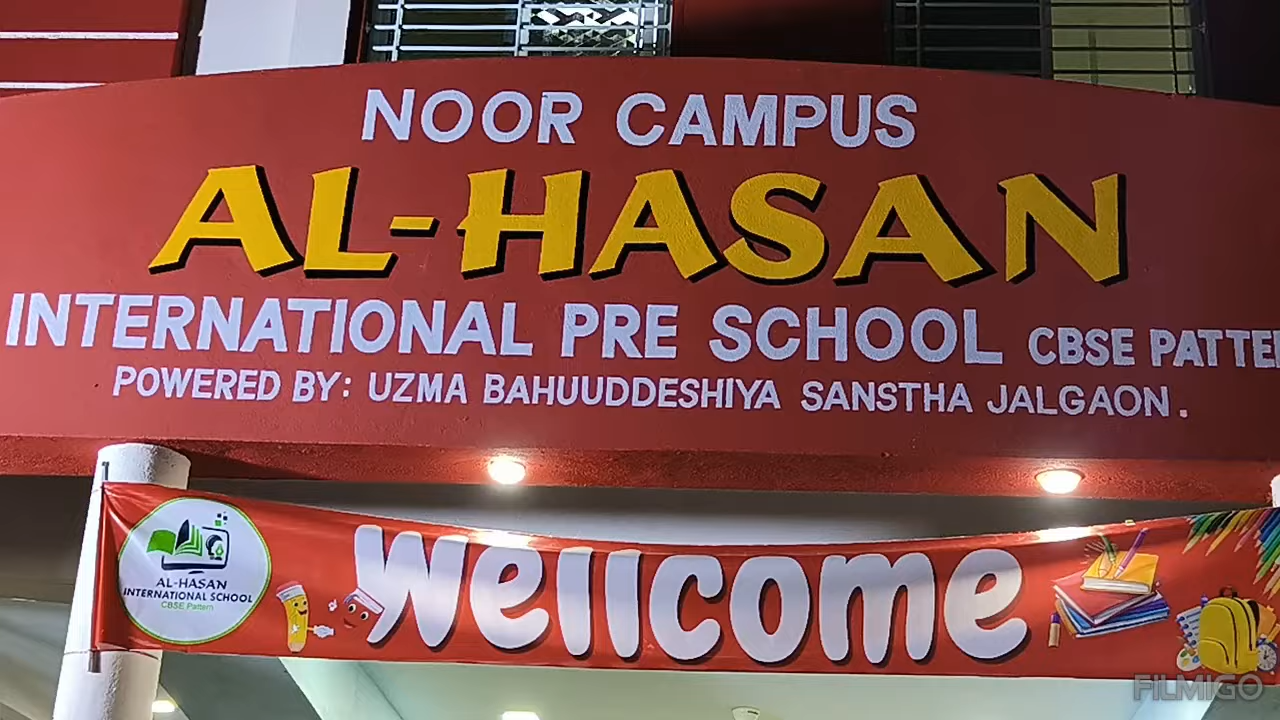 NOOR CAMPUS
AL-HASAN
INTERNATIONAL PRE SCHOOL CBSE PATTE
POWERED BY: UZMA BAHUUDDESHIYA SANSTHA JALGAON.
Wellcome
AL-HASAN
INTERNATIONAL SCHOOL
CBSE Pattern
FILMIGO